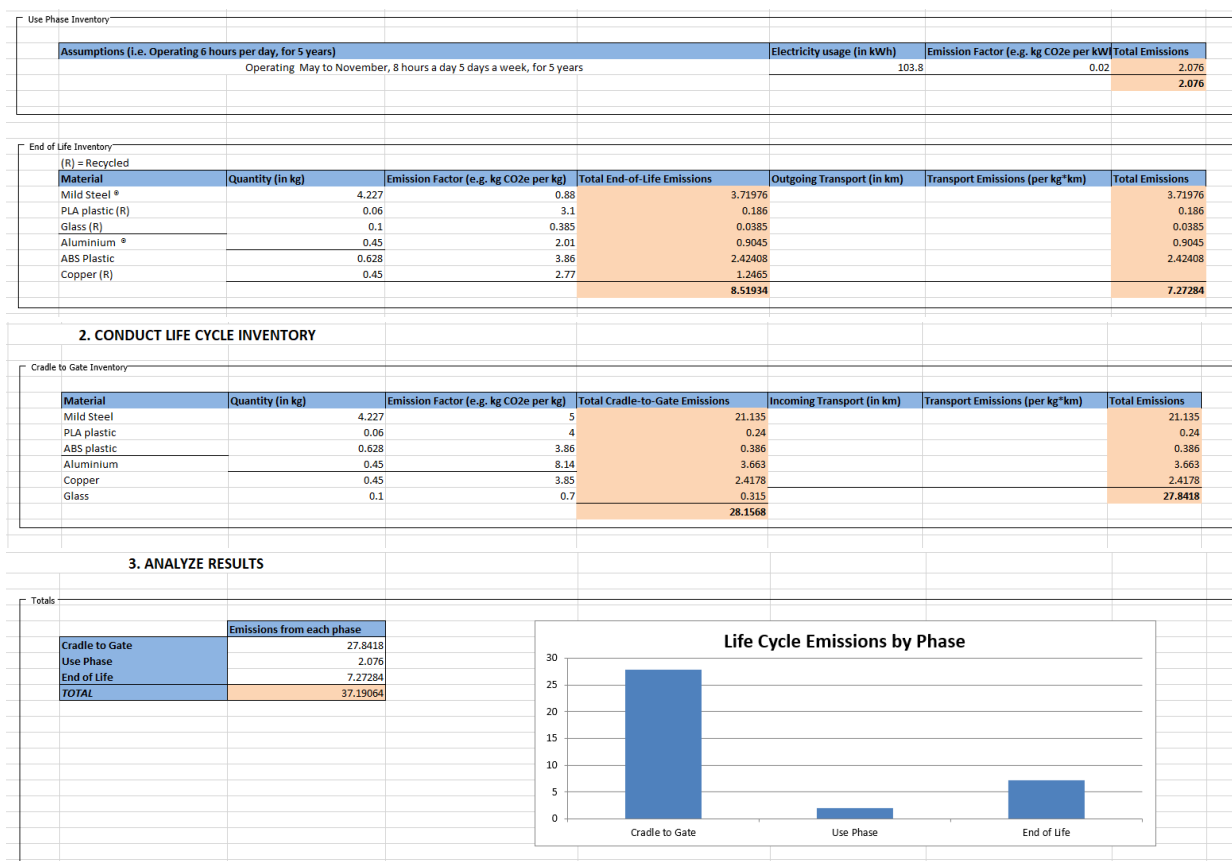 Use Phase Inventory
Assumptions (i.e. Operating 6 hours per day, for 5 years) Electricity usage (in kWh) Emission Factor (e.g. kg CO2e per kWh Total Emissions
Operating May to November, 8 hours a day 5 days a week, for 5 years 103.8 0.02 2.076
2.076
End of Life Inventory
(R) = Recycled
Material Quantity (in kg) Emission Factor (e.g. kg CO2e per kg) Total End-of-Life Emissions Outgoing Transport (in km) Transport Emissions (per kg*km) Total Emissions
Mild Steel ® 4.227 0.88 3.71976 3.71976
PLA plastic (R) 0.06 3.1 0.186 0.186
Glass (R) 0.1 0.385 0.0385 0.0385
Aluminium ® 0.45 2.01 0.9045 0.9045
ABS Plastic 0.628 3.86 2.42408 2.42408
Copper (R) 0.45 2.77 1.2465
8.51934 7.27284
2. CONDUCT LIFE CYCLE INVENTORY
Cradle to Gate Inventory
Material Quantity (in kg) Emission Factor (e.g. kg CO2e per kg) Total Cradle-to-Gate Emissions Incoming Transport (in km) Transport Emissions (per kg*km) Total Emissions
Mild Steel 4.227 5 21.135 21.135
PLA plastic 0.06 4 0.24 0.24
ABS plastic 0.628 3.86 0.386 0.386
Aluminium 0.45 8.14 3.663 3.663
Copper 0.45 3.85 2.4178 2.4178
Glass 0.1 0.7 0.315 27.8418
28.1568
3. ANALYZE RESULTS
Totals
Emissions from each phase
Cradle to Gate 27.8418
Use Phase 2.076
End of Life 7.27284
TOTAL 37.19064
Life Cycle Emissions by Phase
30
25
20
15
10
5
0
Cradle to Gate Use Phase End of Life